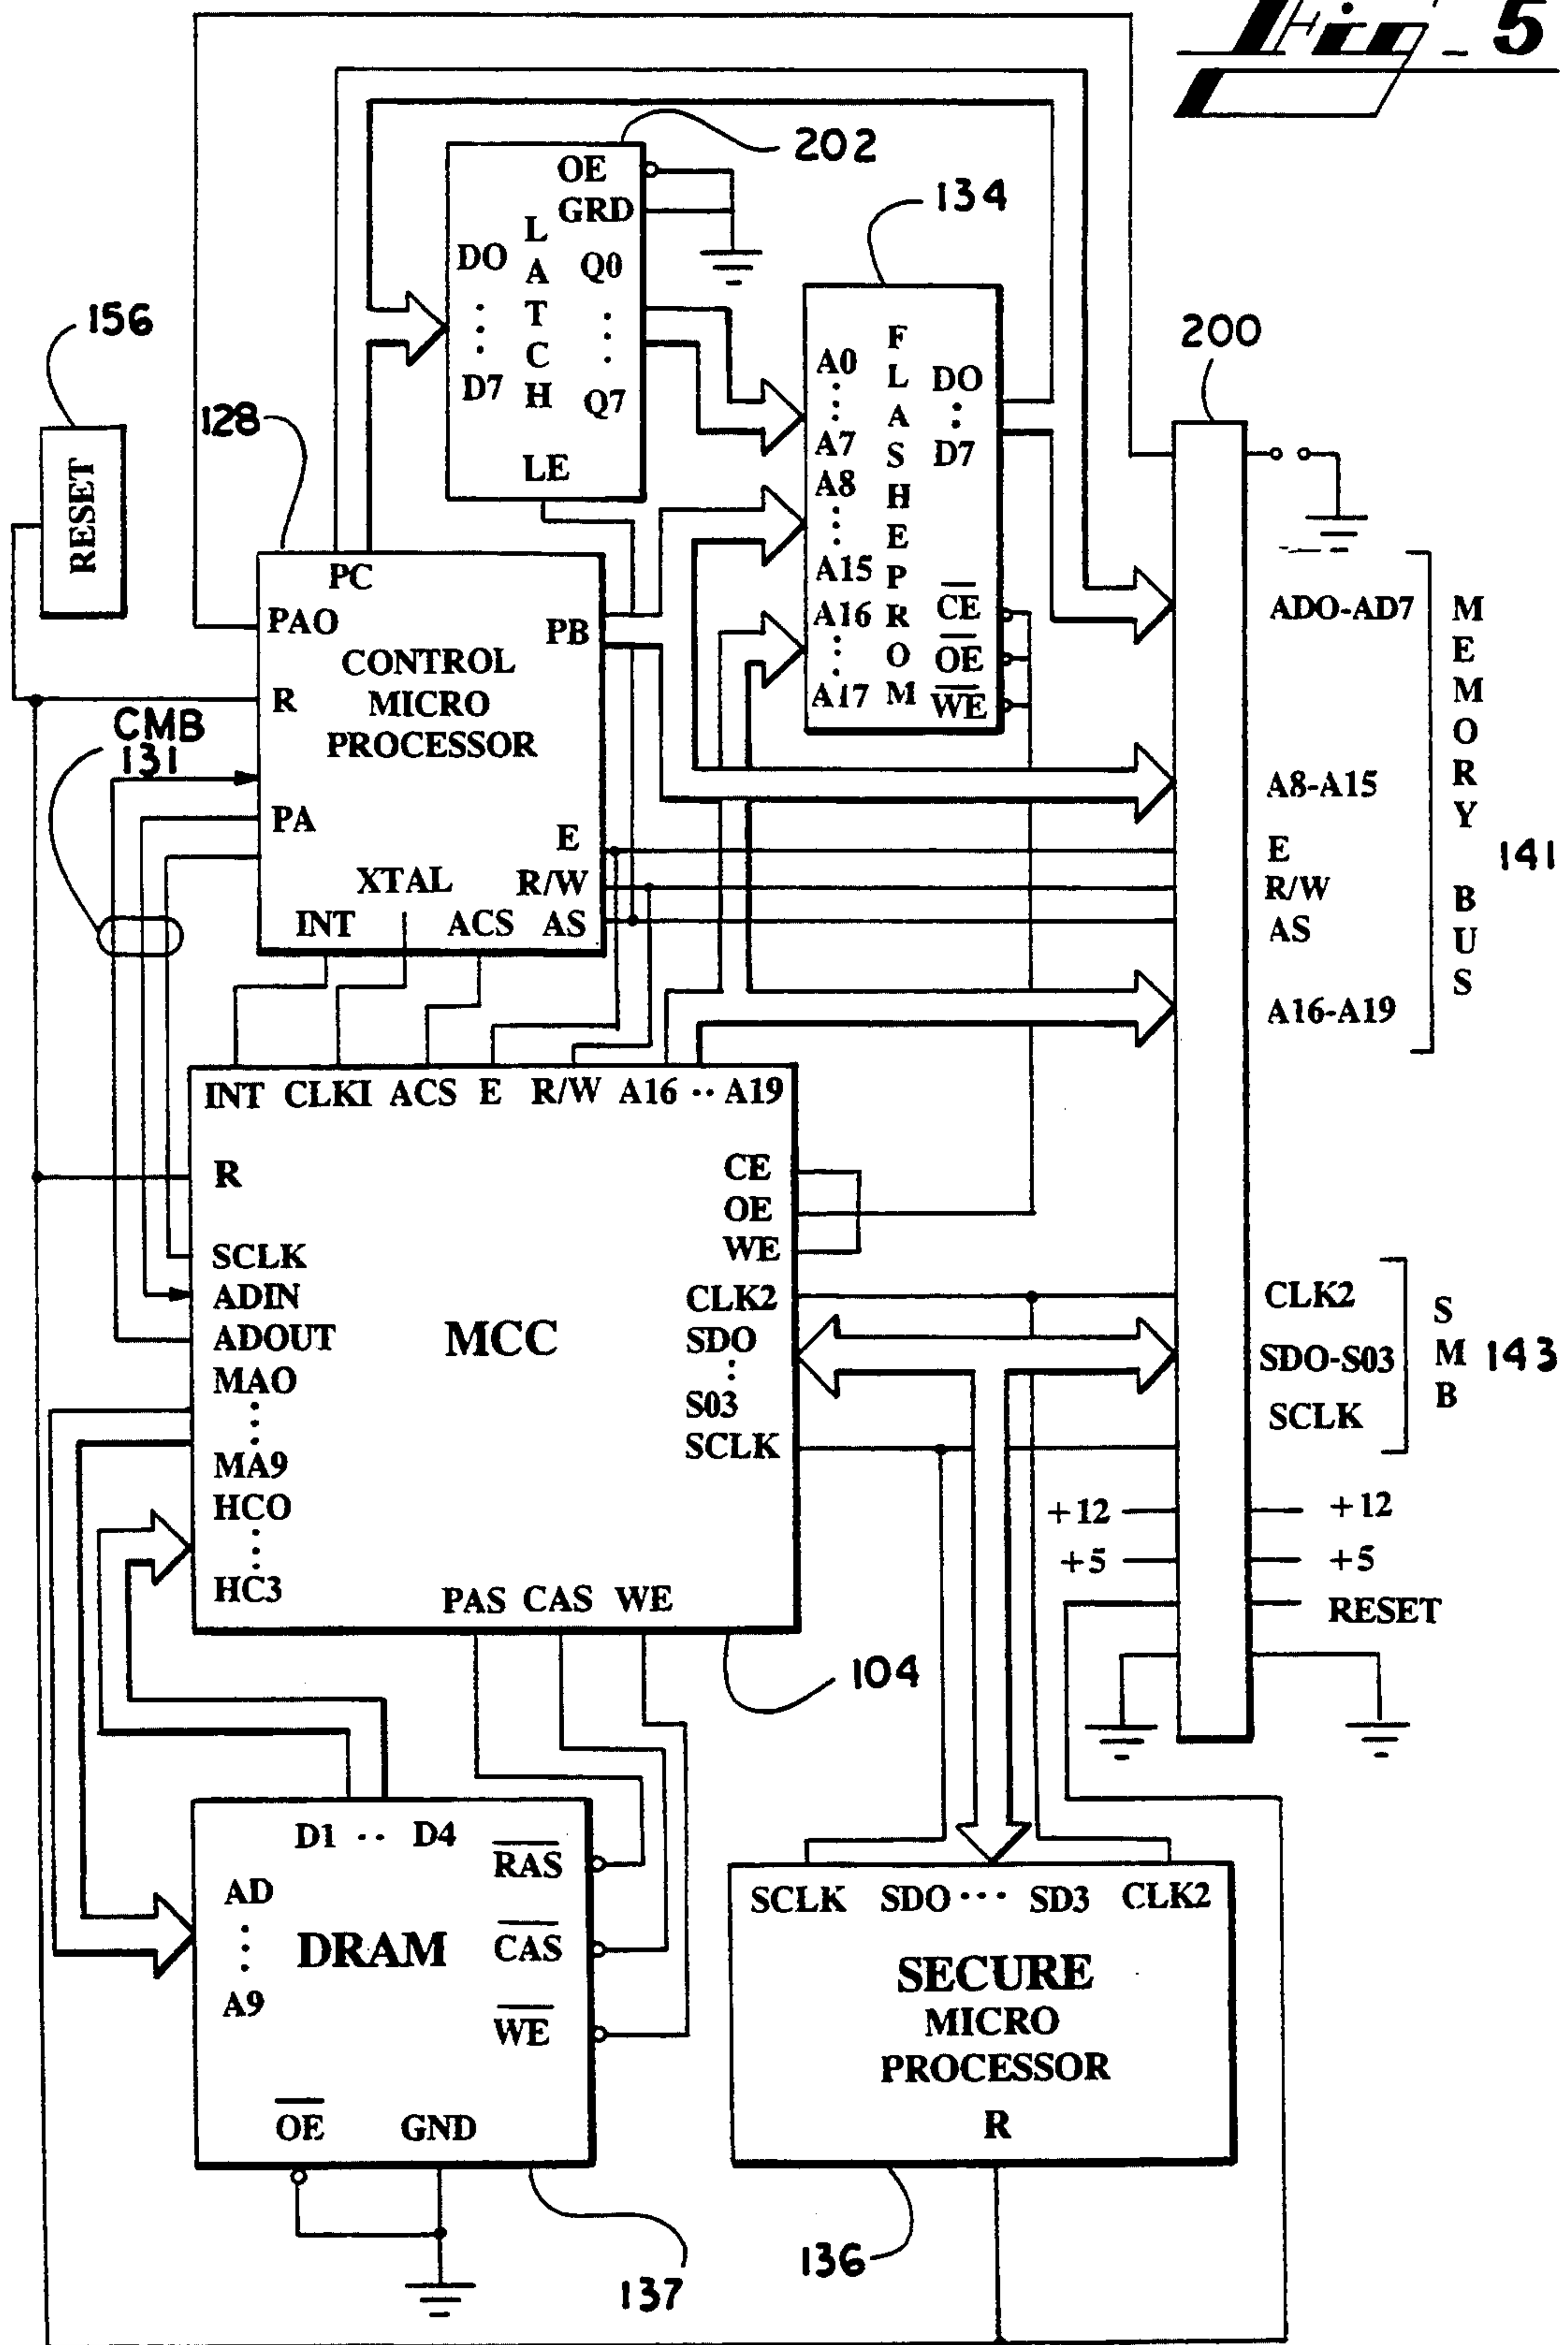 Fig- 5
202
OE
GRD
LATCH
DO Q0
D7 Q7
LE
134
FLASH EPROM
A0 DO
A7 D7
A8
A15
A16 CE
OE
A17 WE
156
RESET
128
PC
PAO PB
CONTROL
MICRO
PROCESSOR
R
CMB
131
PA
E
XTAL R/W
INT ACS AS
200
ADO-AD7
A8-A15
E
R/W
AS
A16-A19
MEMORY BUS
141
INT CLKI ACS E R/W A16 ·· A19
R
CE
OE
WE
SCLK
ADIN
ADOUT
MAO
MA9
HCO
HC3
MCC
CLK2
SDO
S03
SCLK
PAS CAS WE
104
CLK2
SDO-S03
SCLK
SMB
143
+12 +12
+5 +5
RESET
D1 ·· D4
RAS
AD
DRAM CAS
A9
WE
OE GND
137
SCLK SDO ··· SD3 CLK2
SECURE
MICRO
PROCESSOR
R
136